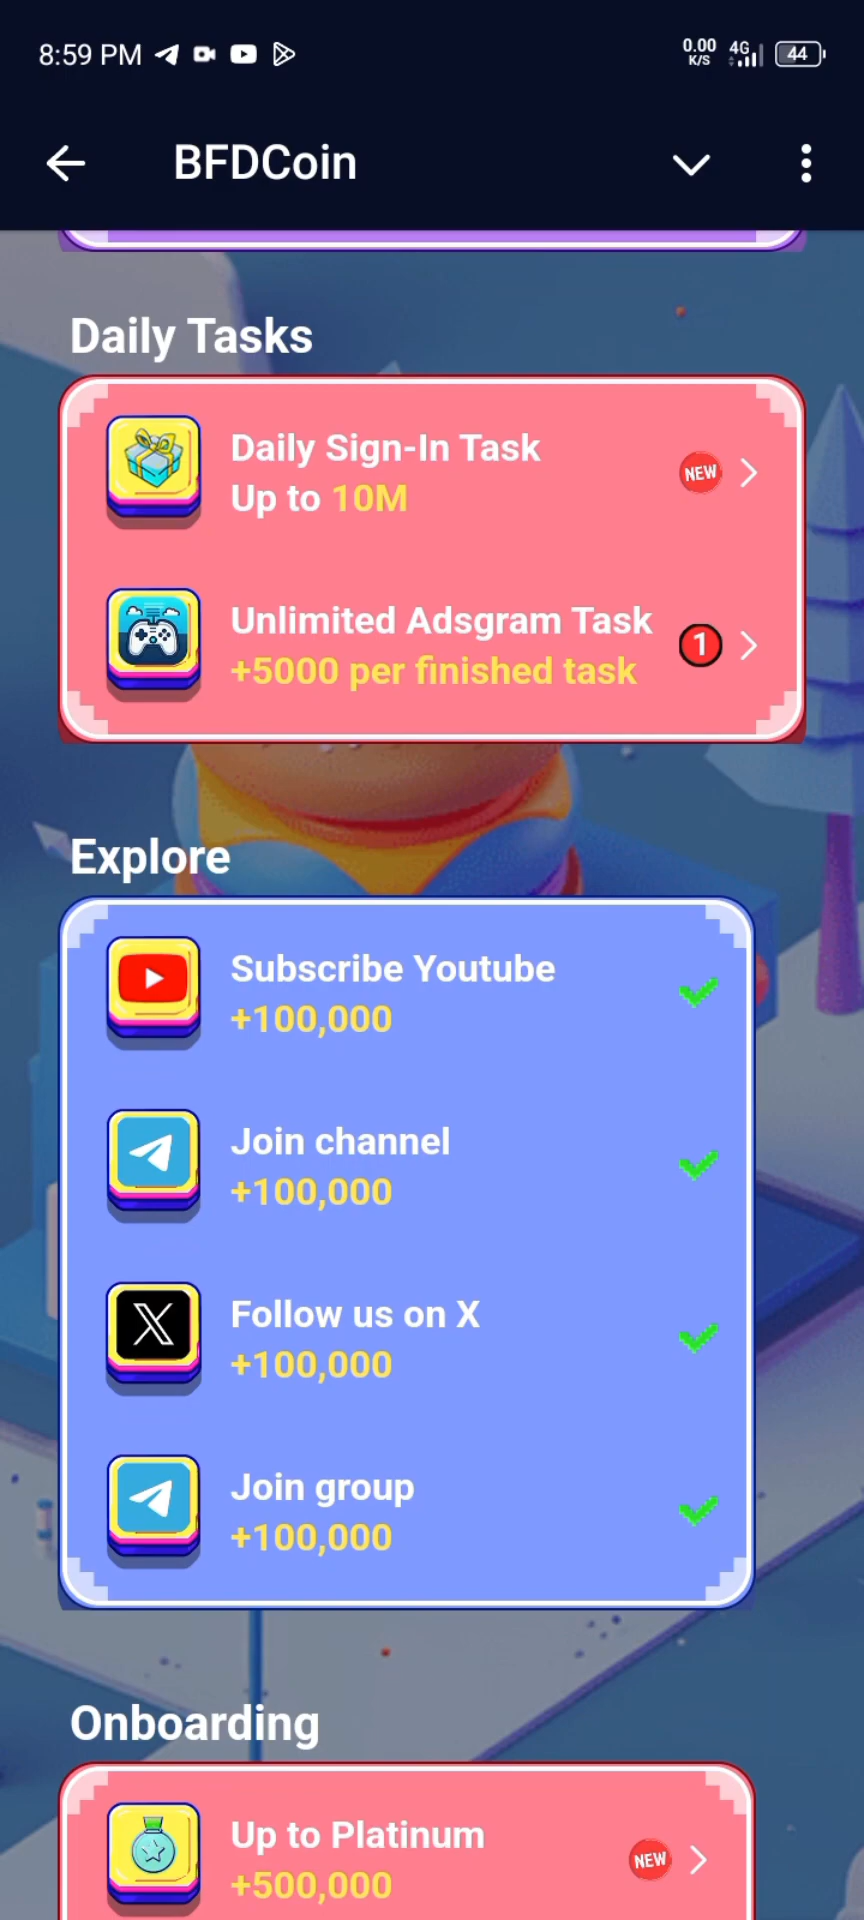 8:59 PM
0.00
K/S
4G
44
BFDCoin
Daily Tasks
Daily Sign-In Task
Up to 10M
NEW
Unlimited Adsgram Task
+5000 per finished task
1
Explore
Subscribe Youtube
+100,000
Join channel
+100,000
Follow us on X
+100,000
Join group
+100,000
Onboarding
Up to Platinum
+500,000
NEW